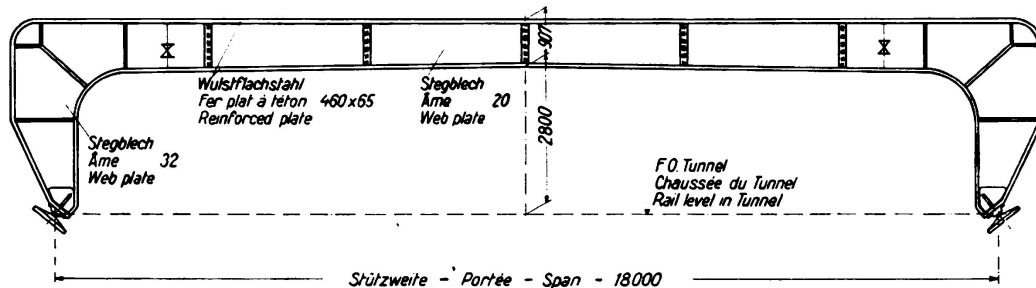 907
Wulstflachstahl
Fer plat à téton 460x65
Reinforced plate
Stegblech
Âme 20
Web plate
2800
Stegblech
Âme 32
Web plate
F.O. Tunnel
Chaussée du Tunnel
Rail level in Tunnel
Stützweite - Portée - Span - 18000